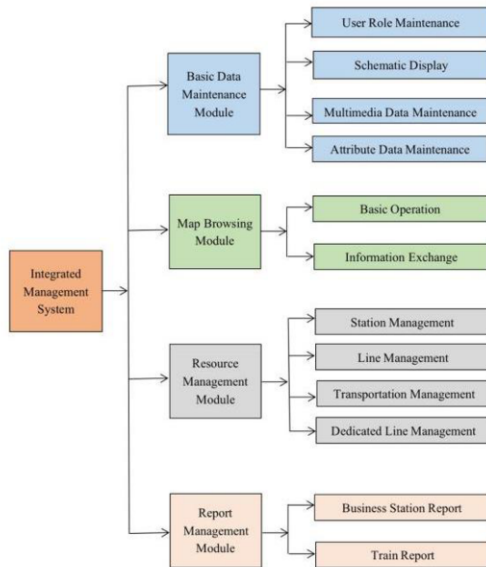 Integrated
Management
System
Basic Data
Maintenance
Module
User Role Maintenance
Schematic Display
Multimedia Data Maintenance
Attribute Data Maintenance
Map Browsing
Module
Basic Operation
Information Exchange
Resource
Management
Module
Station Management
Line Management
Transportation Management
Dedicated Line Management
Report
Management
Module
Business Station Report
Train Report